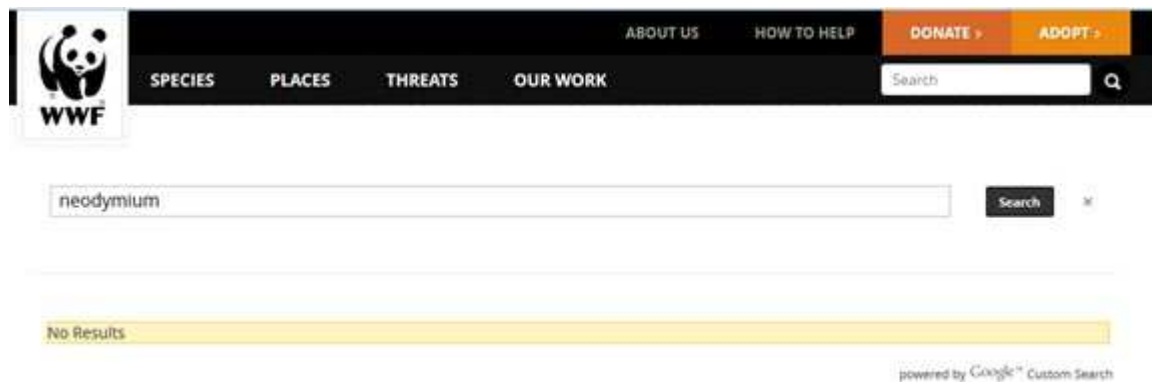 ABOUT US HOW TO HELP DONATE › ADOPT ›
SPECIES PLACES THREATS OUR WORK Search
WWF
neodymium Search ×
No Results
powered by Google™ Custom Search